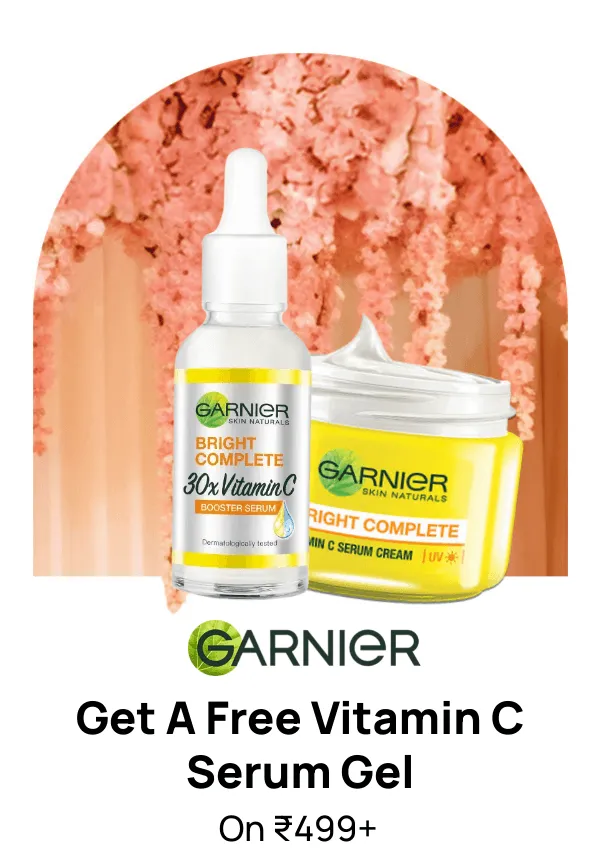 GARNIER
SKIN NATURALS
BRIGHT
COMPLETE
30x Vitamin C
BOOSTER SERUM
Dermatologically tested
GARNIER
SKIN NATURALS
RIGHT COMPLETE
MIN C SERUM CREAM | UV |
GARNIER
Get A Free Vitamin C
Serum Gel
On ₹499+